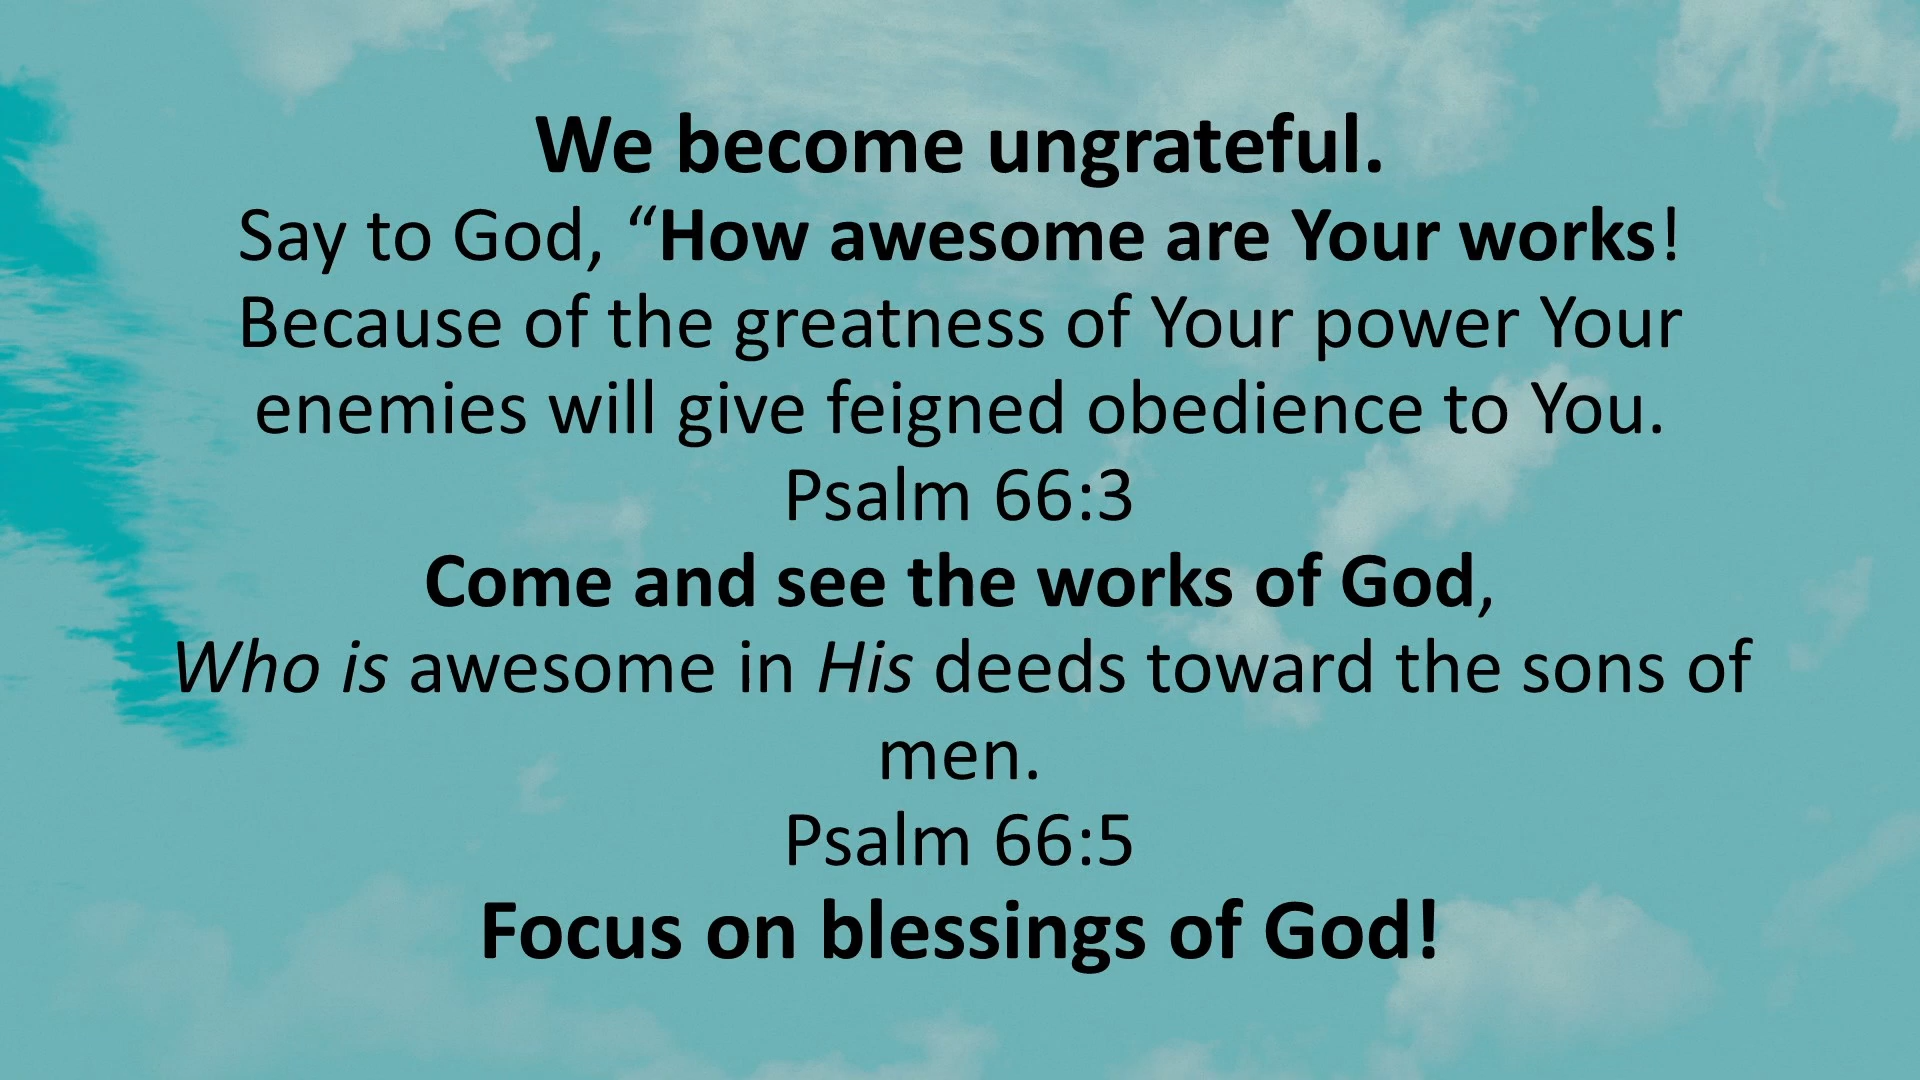 We become ungrateful.
Say to God, “How awesome are Your works!
Because of the greatness of Your power Your
enemies will give feigned obedience to You.
Psalm 66:3
Come and see the works of God,
Who is awesome in His deeds toward the sons of
men.
Psalm 66:5
Focus on blessings of God!